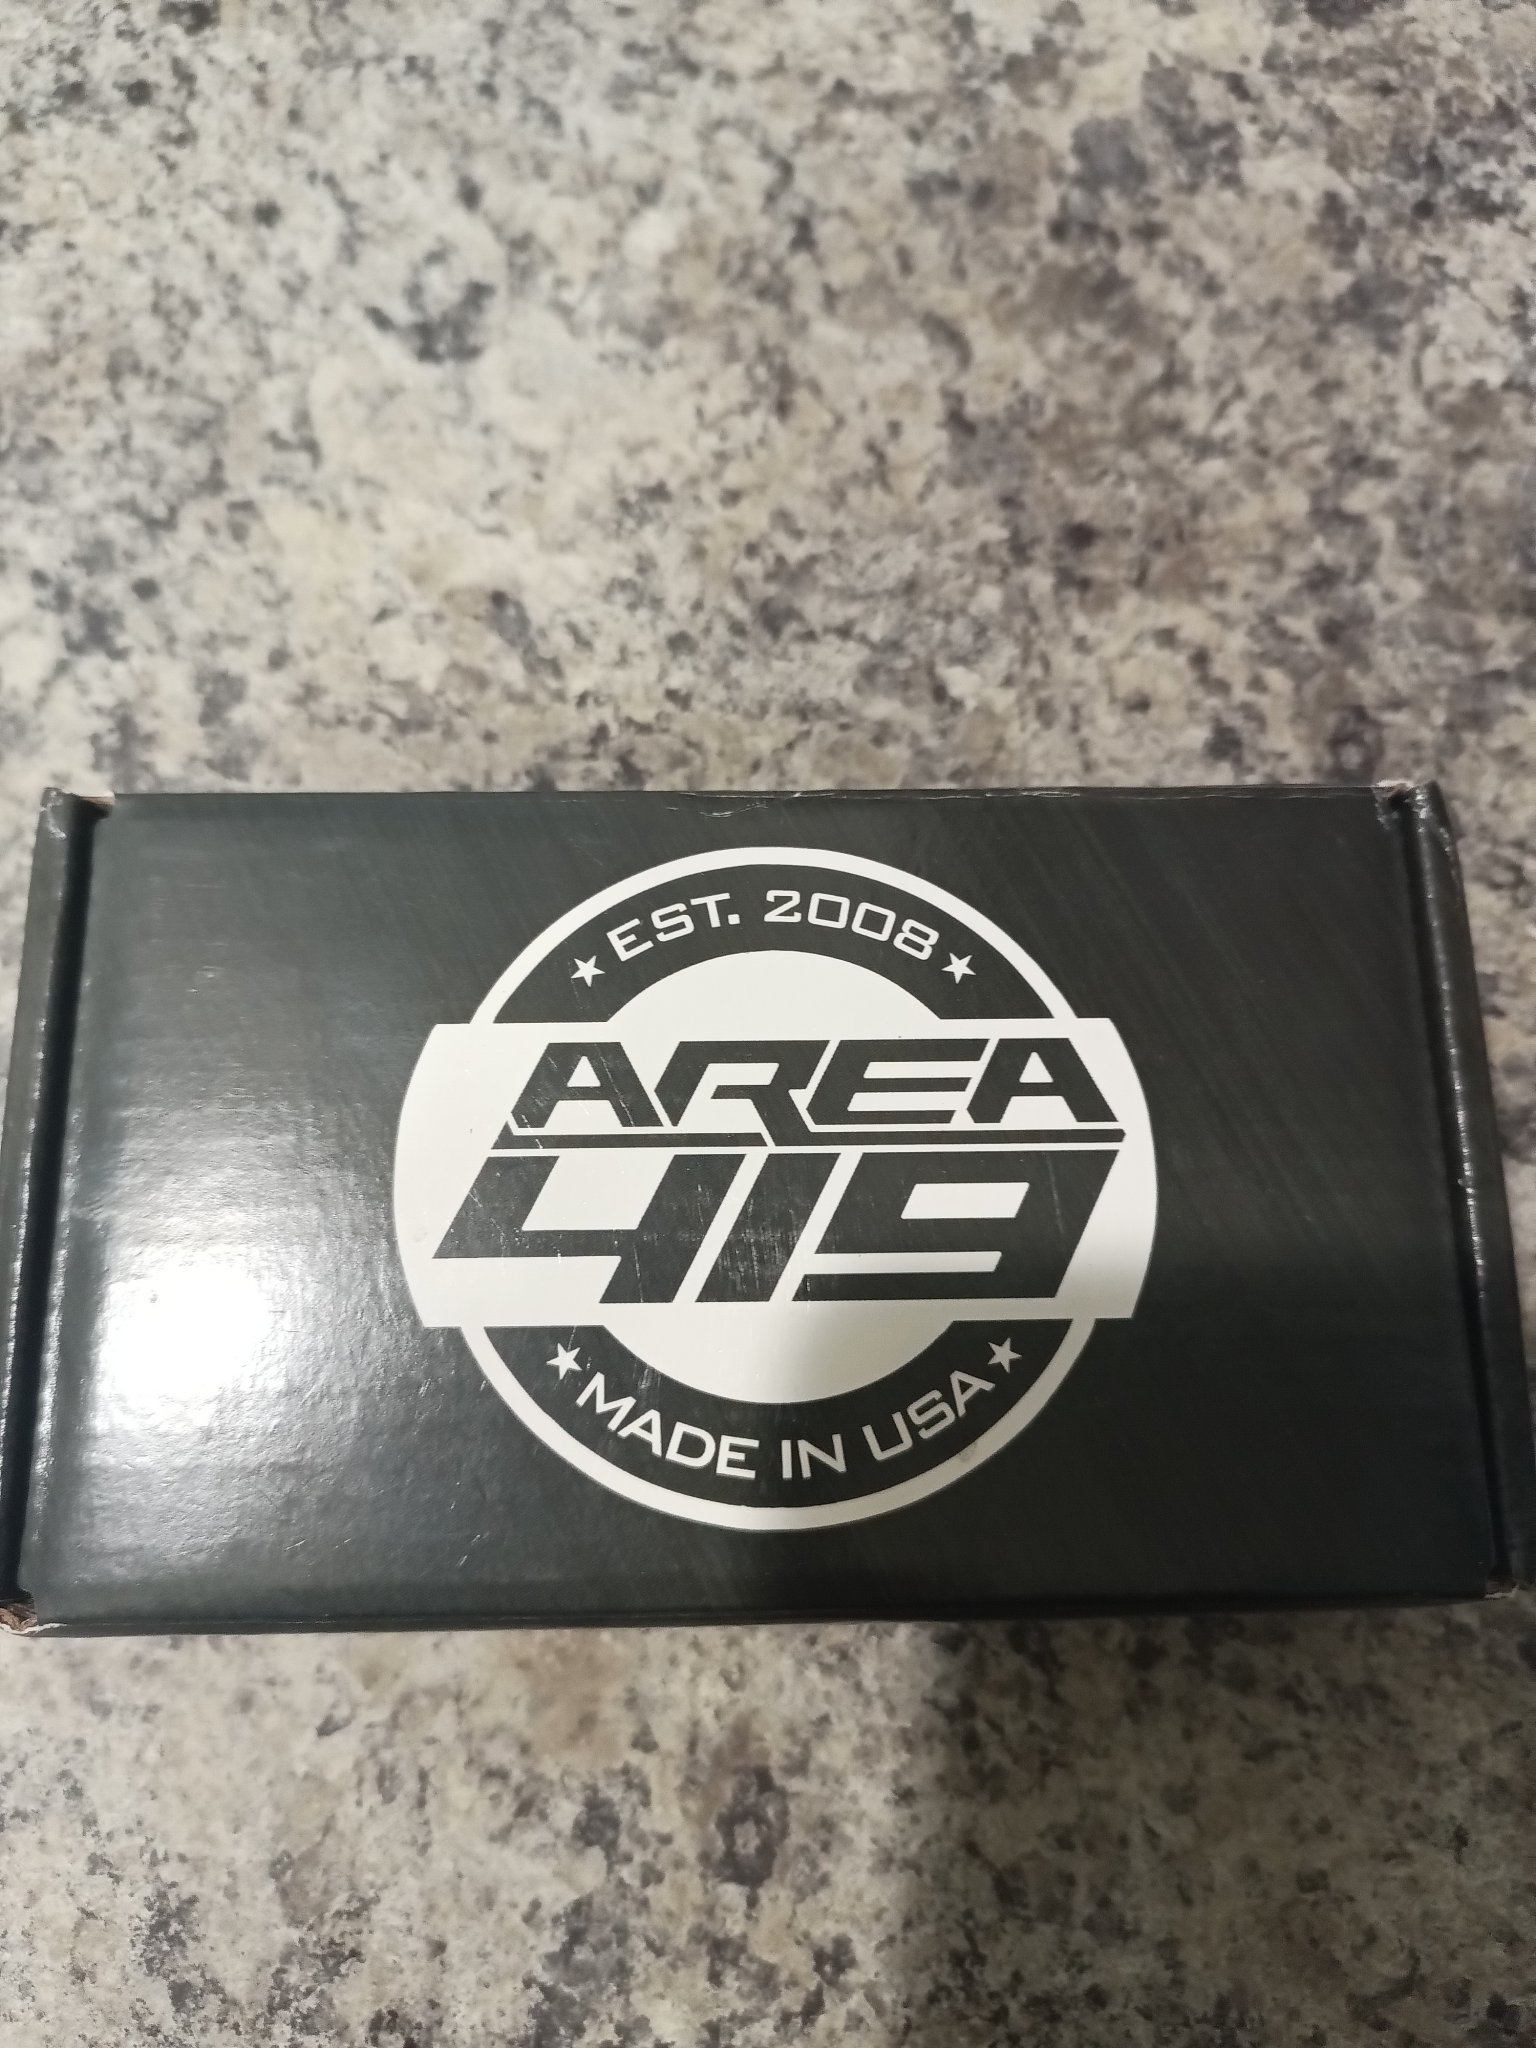 ★ EST. 2008 ★
AREA
419
★ MADE IN USA ★